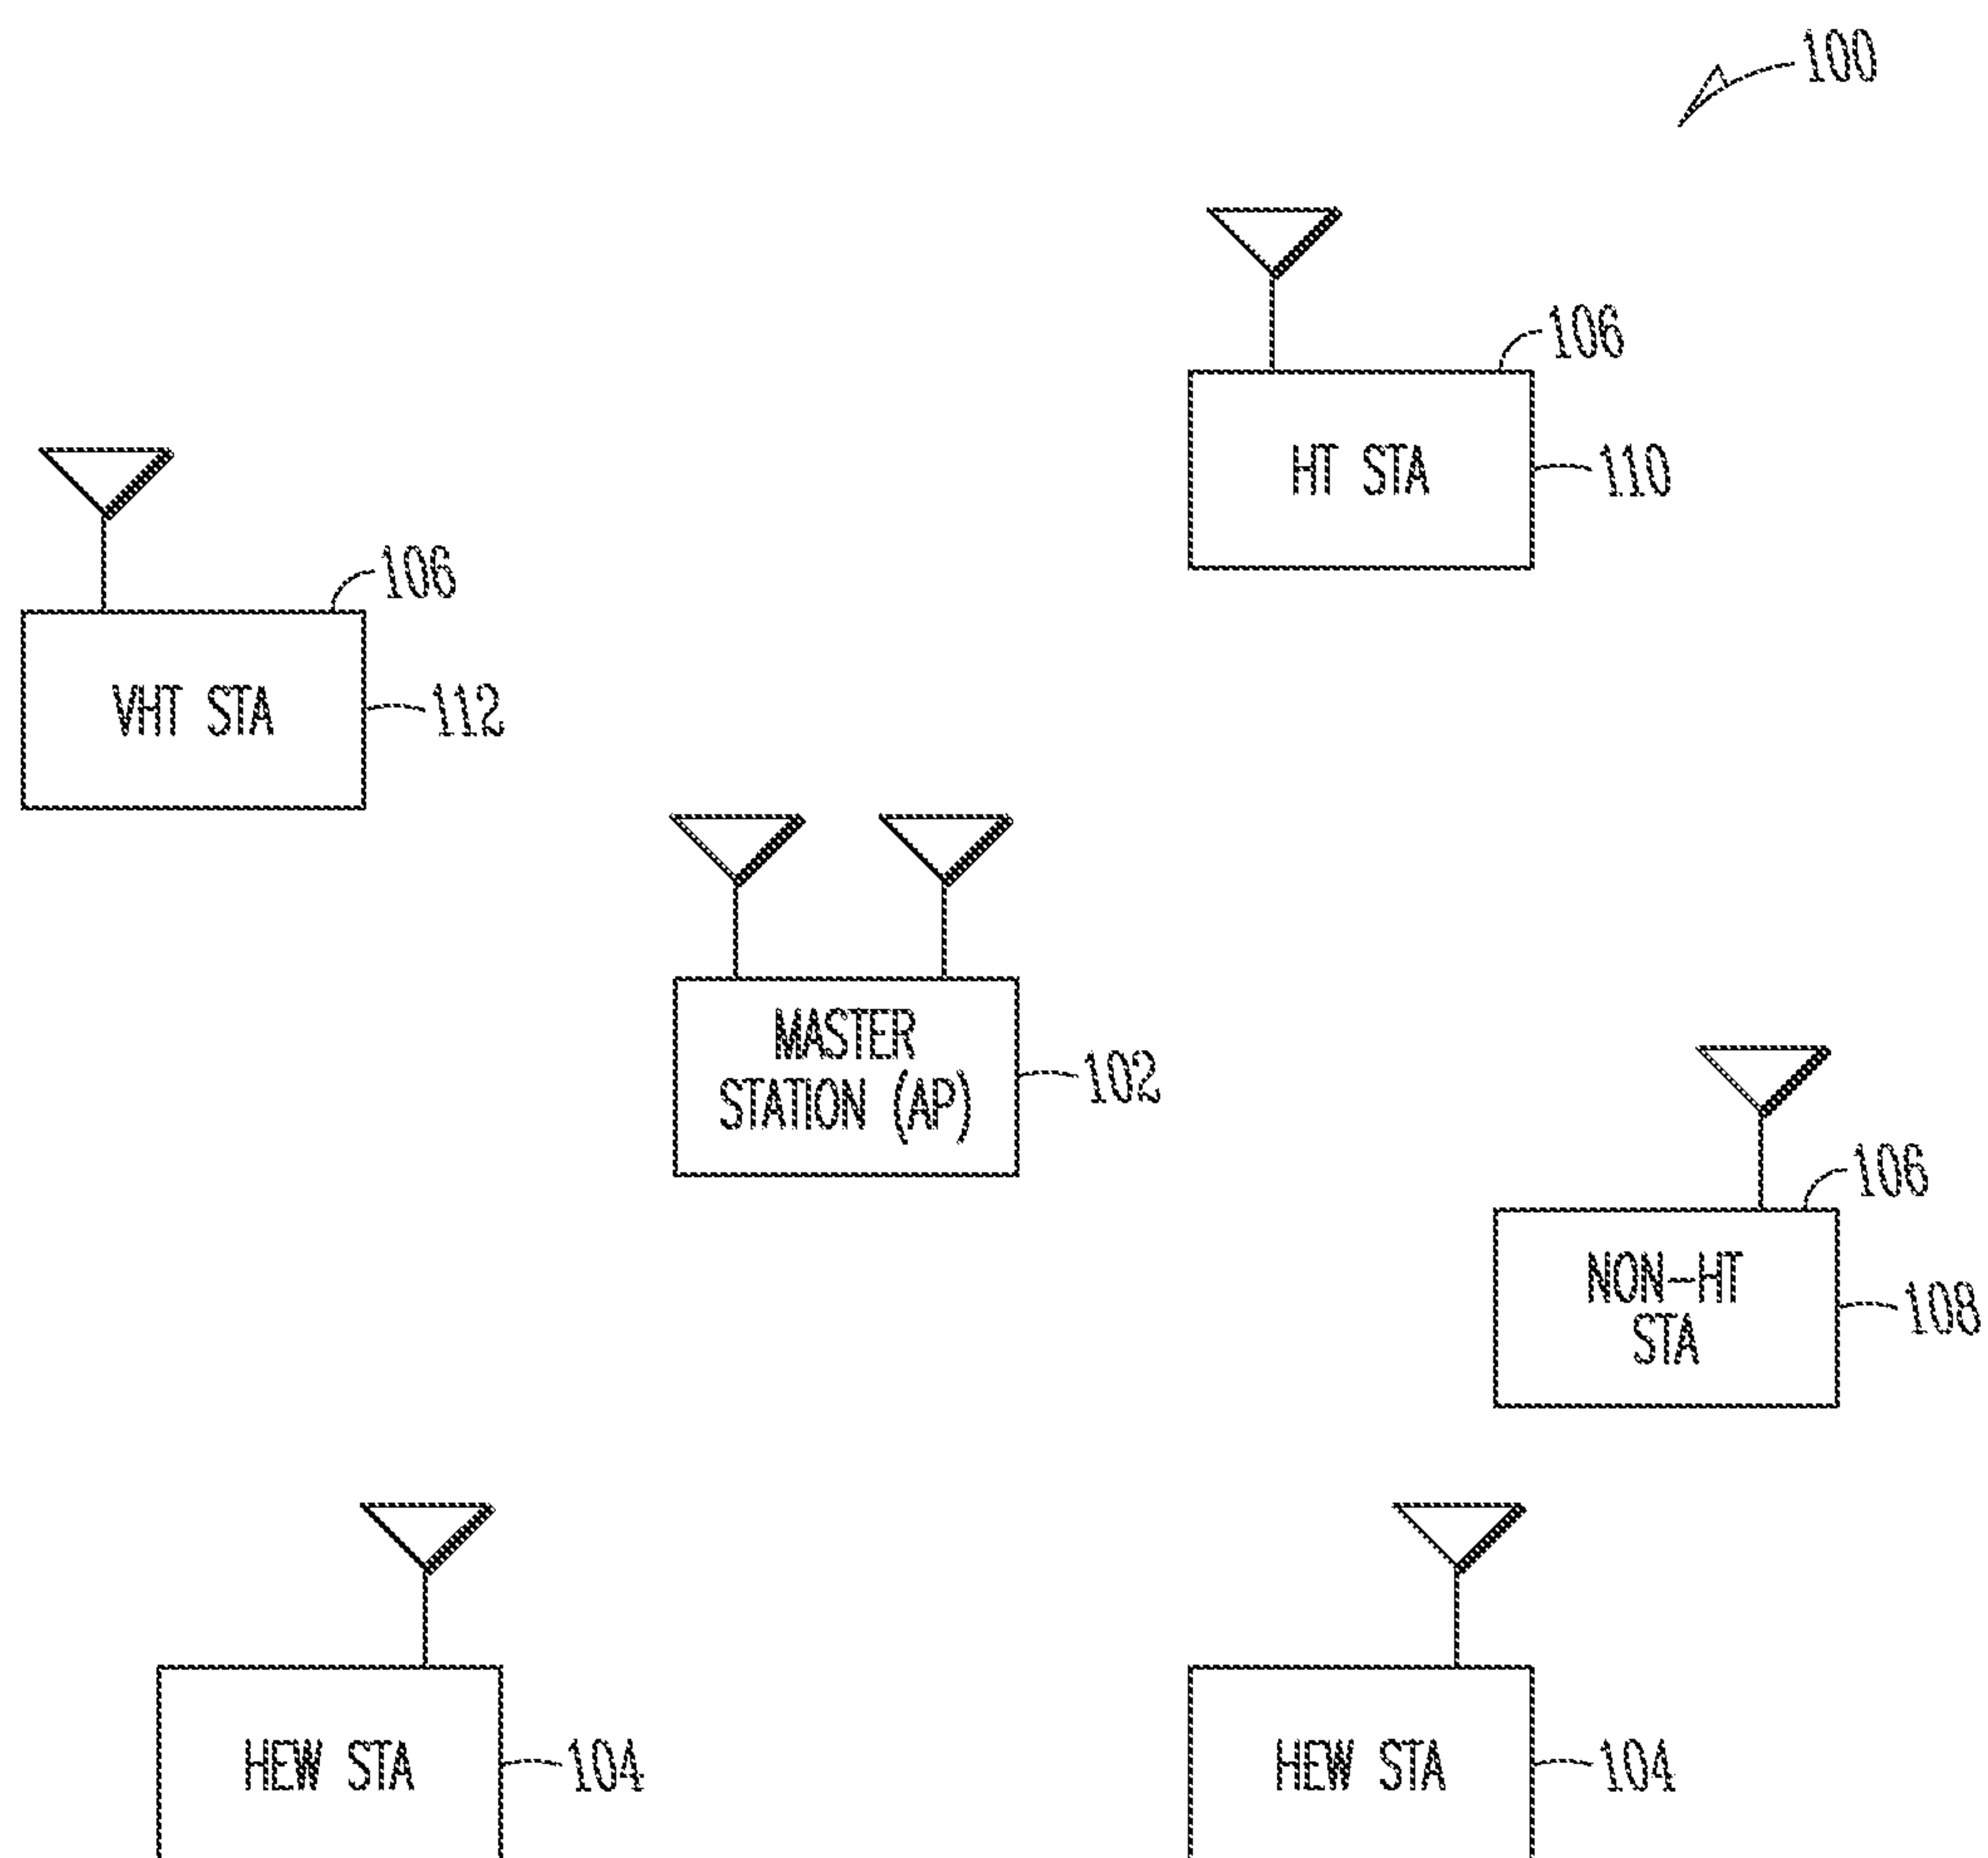 100
106
HT STA
110
106
VHT STA
112
MASTER
STATION (AP)
102
106
NON-HT
STA
108
HEW STA
104
HEW STA
104